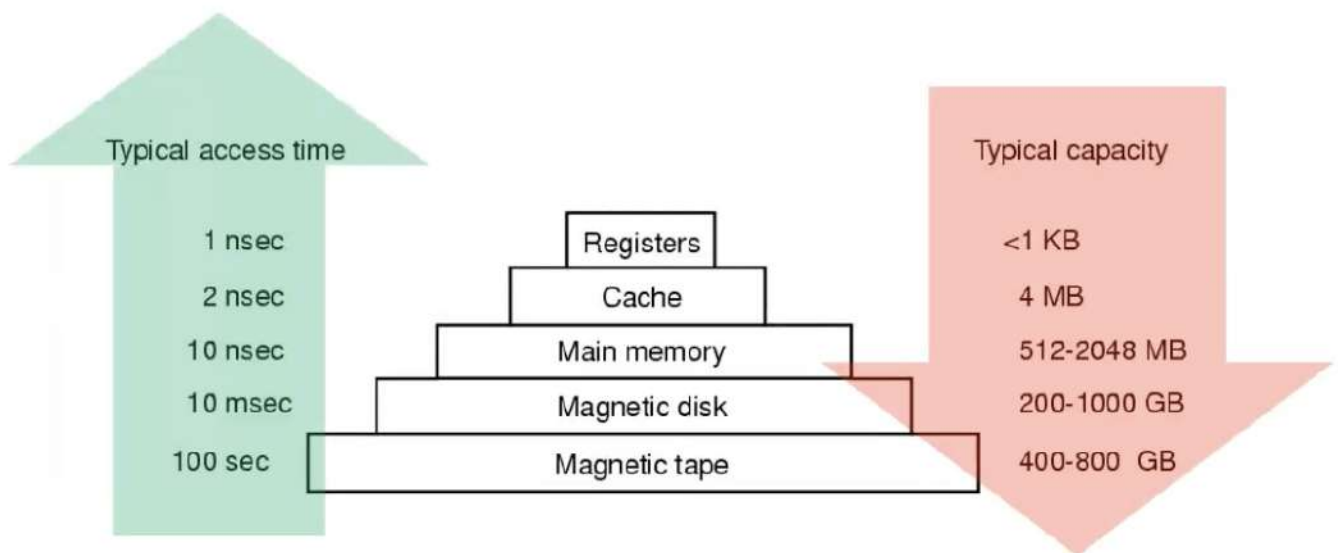 Typical access time
Typical capacity
1 nsec
Registers
<1 KB
2 nsec
Cache
4 MB
10 nsec
Main memory
512-2048 MB
10 msec
Magnetic disk
200-1000 GB
100 sec
Magnetic tape
400-800 GB